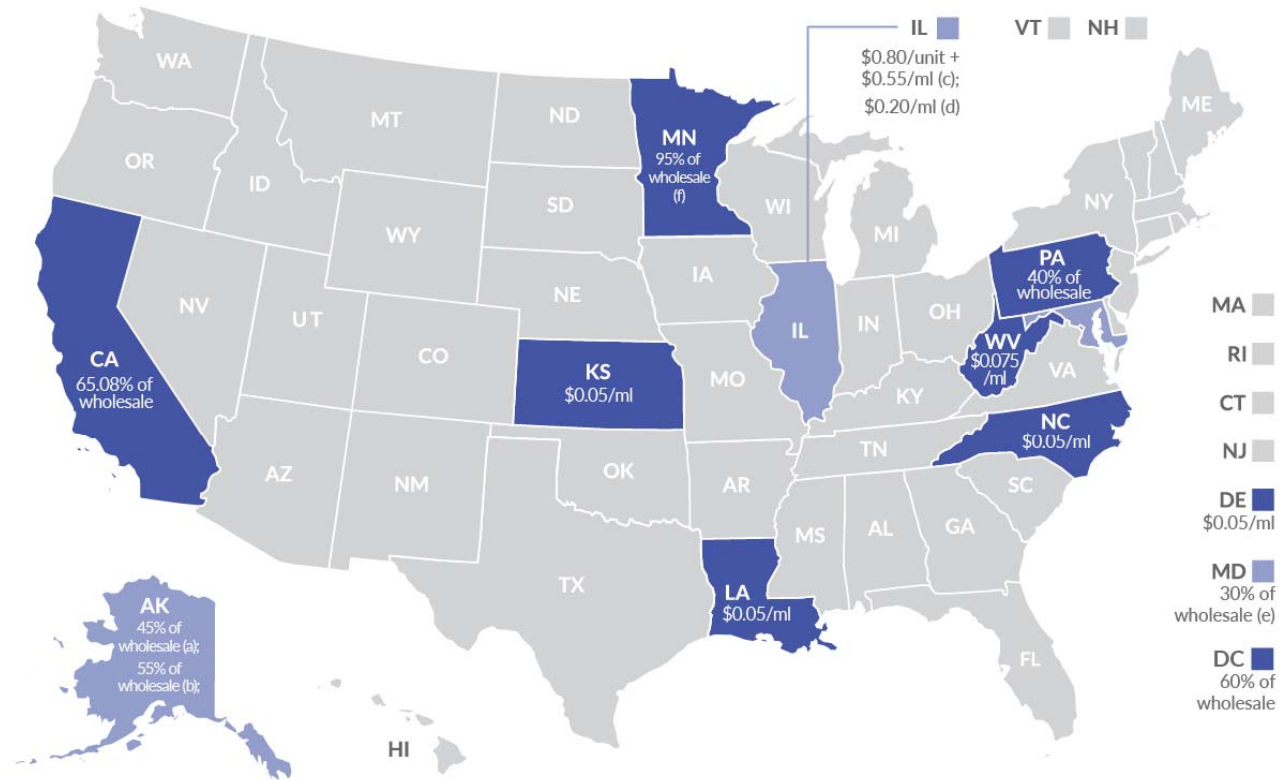 IL
$0.80/unit +
$0.55/ml (c);
$0.20/ml (d)
VT
NH
WA
MT
ND
MN
95% of
wholesale
(f)
ME
OR
ID
SD
WI
MI
NY
WY
IA
PA
40% of
wholesale
NV
NE
IL
IN
OH
MA
UT
CO
CA
65.08% of
wholesale
KS
$0.05/ml
MO
WV
$0.075
/ml
VA
RI
KY
CT
NC
$0.05/ml
TN
NJ
AZ
NM
OK
AR
SC
DE
$0.05/ml
MS
AL
GA
TX
LA
$0.05/ml
MD
30% of
wholesale (e)
AK
45% of
wholesale (a);
55% of
wholesale (b);
FL
DC
60% of
wholesale
HI